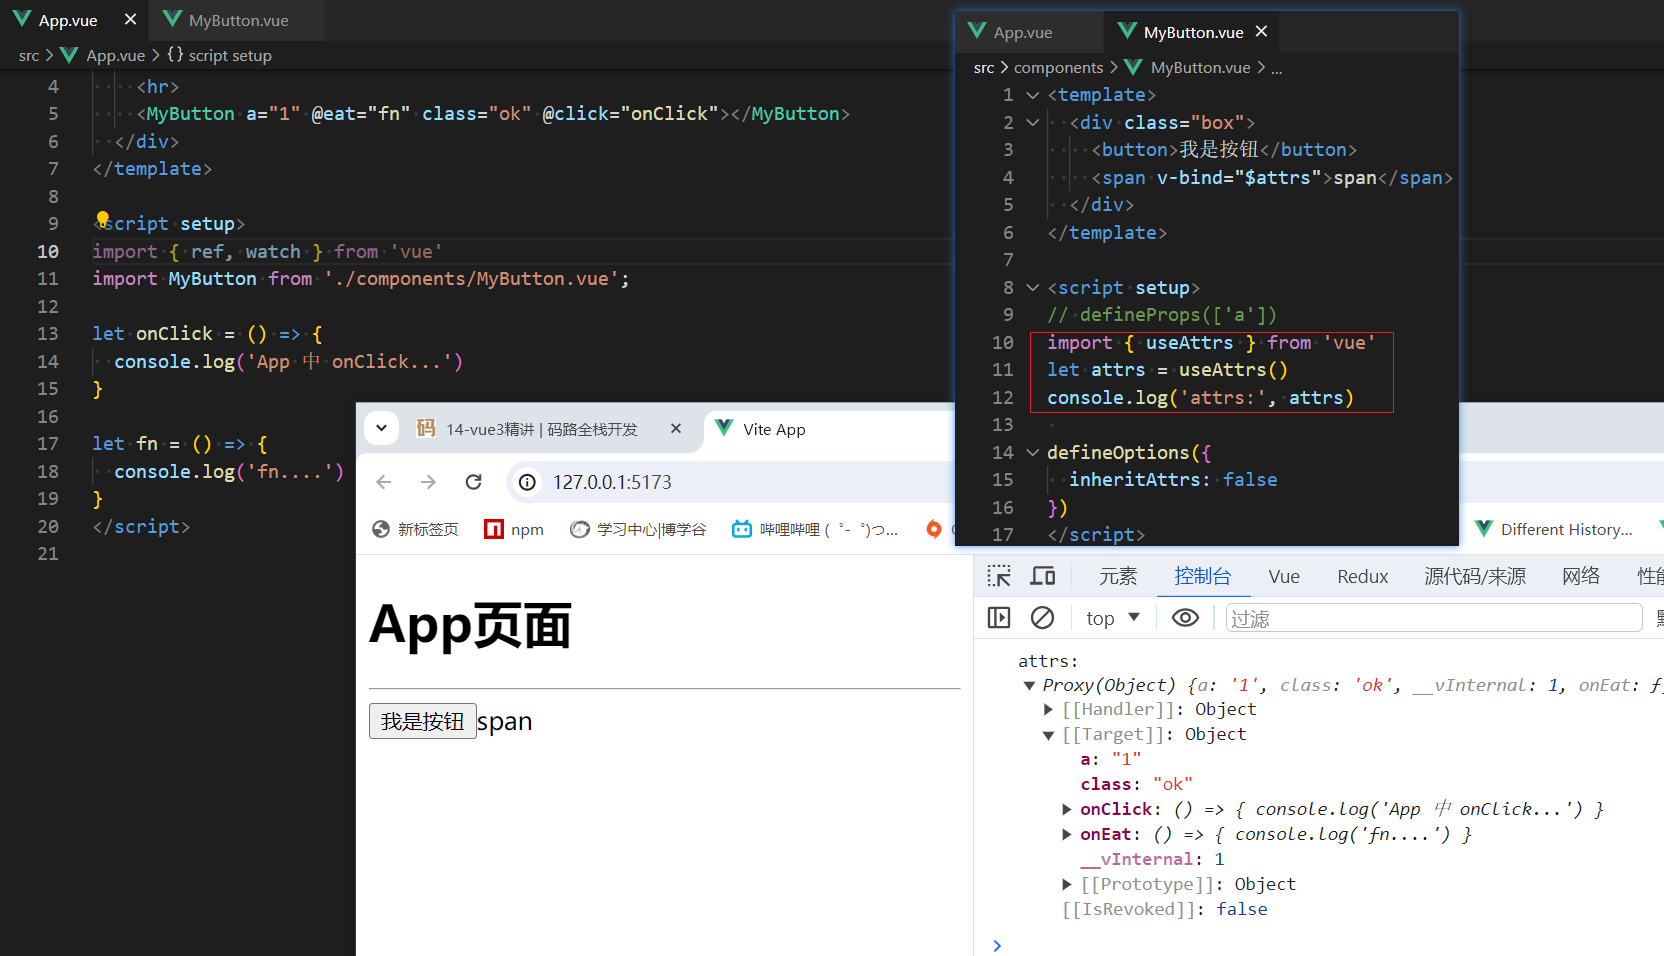 App.vue
MyButton.vue
src > App.vue > {} script setup
4 <hr>
5 <MyButton a="1" @eat="fn" class="ok" @click="onClick"></MyButton>
6 </div>
7 </template>
8
9 <script setup>
10 import { ref, watch } from 'vue'
11 import MyButton from './components/MyButton.vue';
12
13 let onClick = () => {
14 console.log('App 中 onClick...')
15 }
16
17 let fn = () => {
18 console.log('fn....')
19 }
20 </script>
21
App.vue
MyButton.vue
src > components > MyButton.vue > ...
1 <template>
2 <div class="box">
3 <button>我是按钮</button>
4 <span v-bind="$attrs">span</span>
5 </div>
6 </template>
7
8 <script setup>
9 // defineProps(['a'])
10 import { useAttrs } from 'vue'
11 let attrs = useAttrs()
12 console.log('attrs:', attrs)
13
14 defineOptions({
15 inheritAttrs: false
16 })
17 </script>
码 14-vue3精讲 | 码路全栈开发
Vite App
127.0.0.1:5173
新标签页
npm
学习中心|博学谷
哔哩哔哩 ( ゜- ゜)つ...
Different History...
App页面
我是按钮span
元素
控制台
Vue
Redux
源代码/来源
网络
性能
top
过滤
attrs:
Proxy(Object) {a: '1', class: 'ok', __vInternal: 1, onEat: ƒ,
[[Handler]]: Object
[[Target]]: Object
a: "1"
class: "ok"
onClick: () => { console.log('App 中 onClick...') }
onEat: () => { console.log('fn....') }
__vInternal: 1
[[Prototype]]: Object
[[IsRevoked]]: false
>